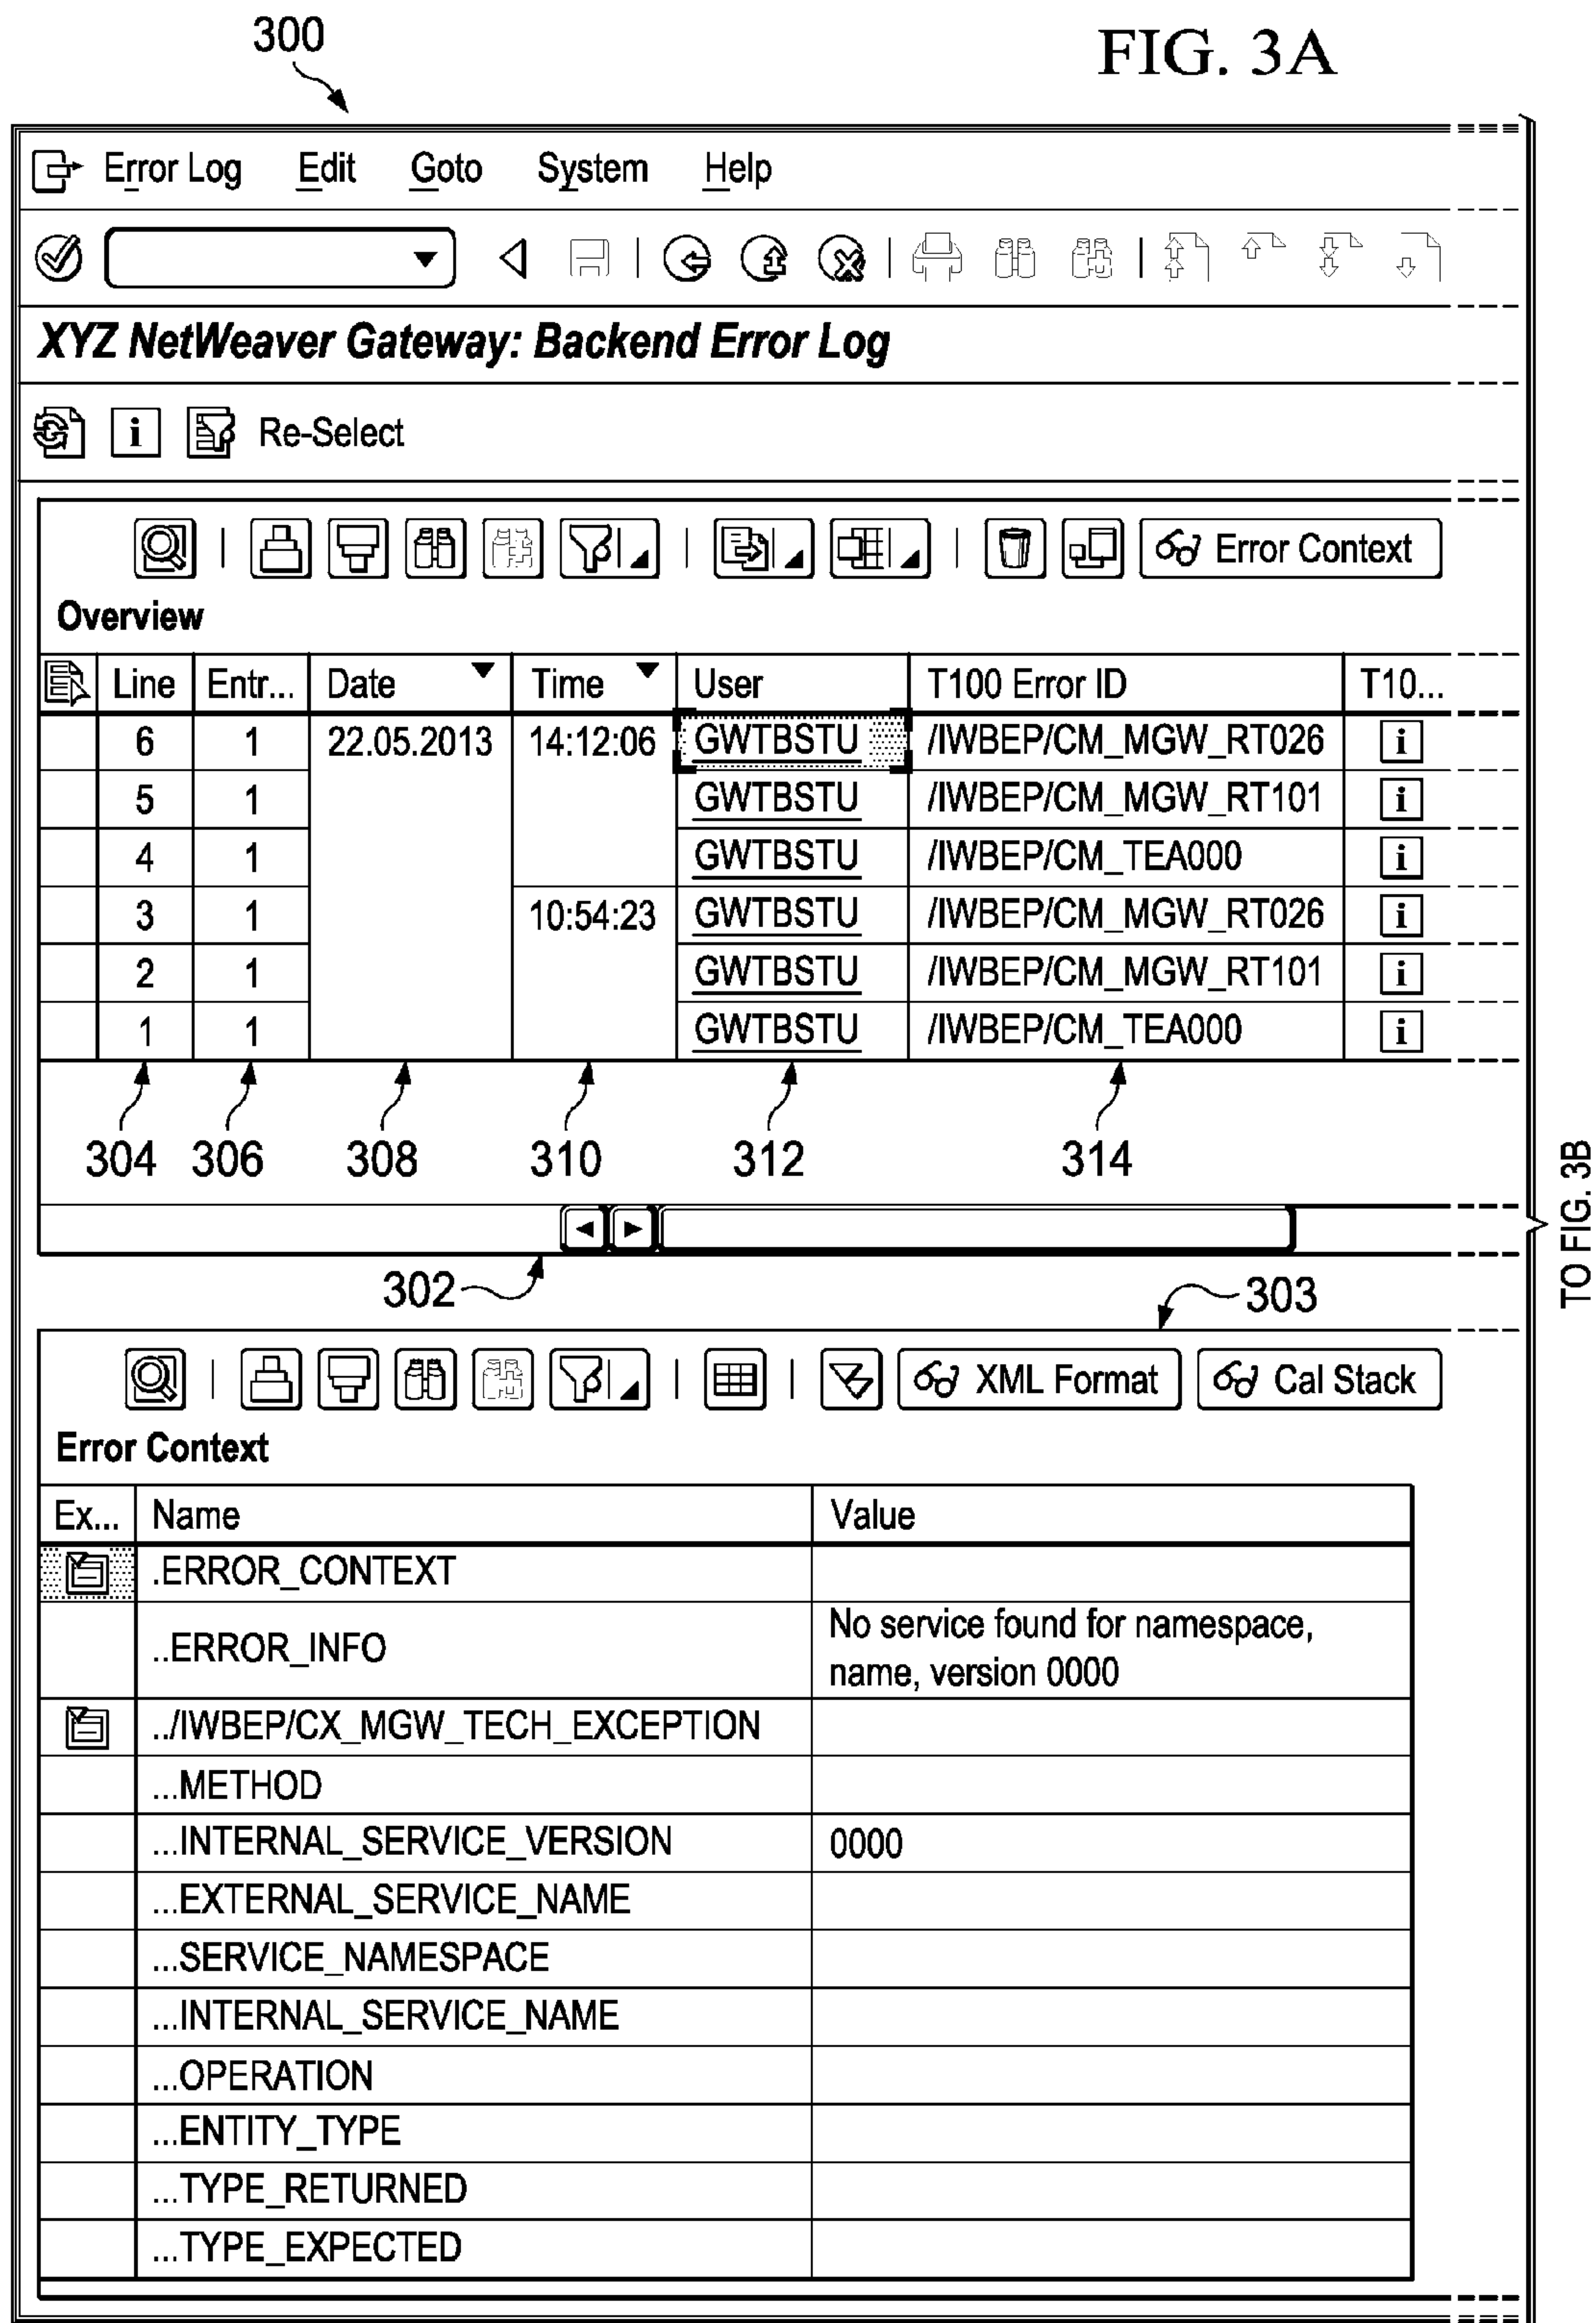 300
FIG. 3A
Error Log Edit Goto System Help
XYZ NetWeaver Gateway: Backend Error Log
i Re-Select
Error Context
Overview
Line Entr... Date Time User T100 Error ID T10...
6 1 22.05.2013 14:12:06 GWTBSTU /IWBEP/CM_MGW_RT026 i
5 1 GWTBSTU /IWBEP/CM_MGW_RT101 i
4 1 GWTBSTU /IWBEP/CM_TEA000 i
3 1 10:54:23 GWTBSTU /IWBEP/CM_MGW_RT026 i
2 1 GWTBSTU /IWBEP/CM_MGW_RT101 i
1 1 GWTBSTU /IWBEP/CM_TEA000 i
304 306 308 310 312 314
TO FIG. 3B
302
303
XML Format Cal Stack
Error Context
Ex... Name Value
.ERROR_CONTEXT
..ERROR_INFO No service found for namespace,
name, version 0000
../IWBEP/CX_MGW_TECH_EXCEPTION
...METHOD
...INTERNAL_SERVICE_VERSION 0000
...EXTERNAL_SERVICE_NAME
...SERVICE_NAMESPACE
...INTERNAL_SERVICE_NAME
...OPERATION
...ENTITY_TYPE
...TYPE_RETURNED
...TYPE_EXPECTED